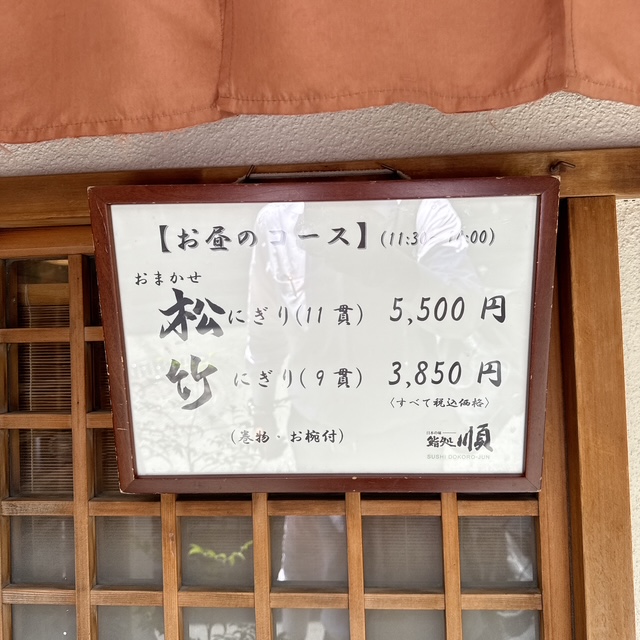 【お昼のコース】(11:30 17:00)
おまかせ
松 にぎり(11貫) 5,500円
竹 にぎり(9貫) 3,850円
〈すべて税込価格〉
(巻物・お椀付)
鮨処 順
SUSHI DOKORO JUN